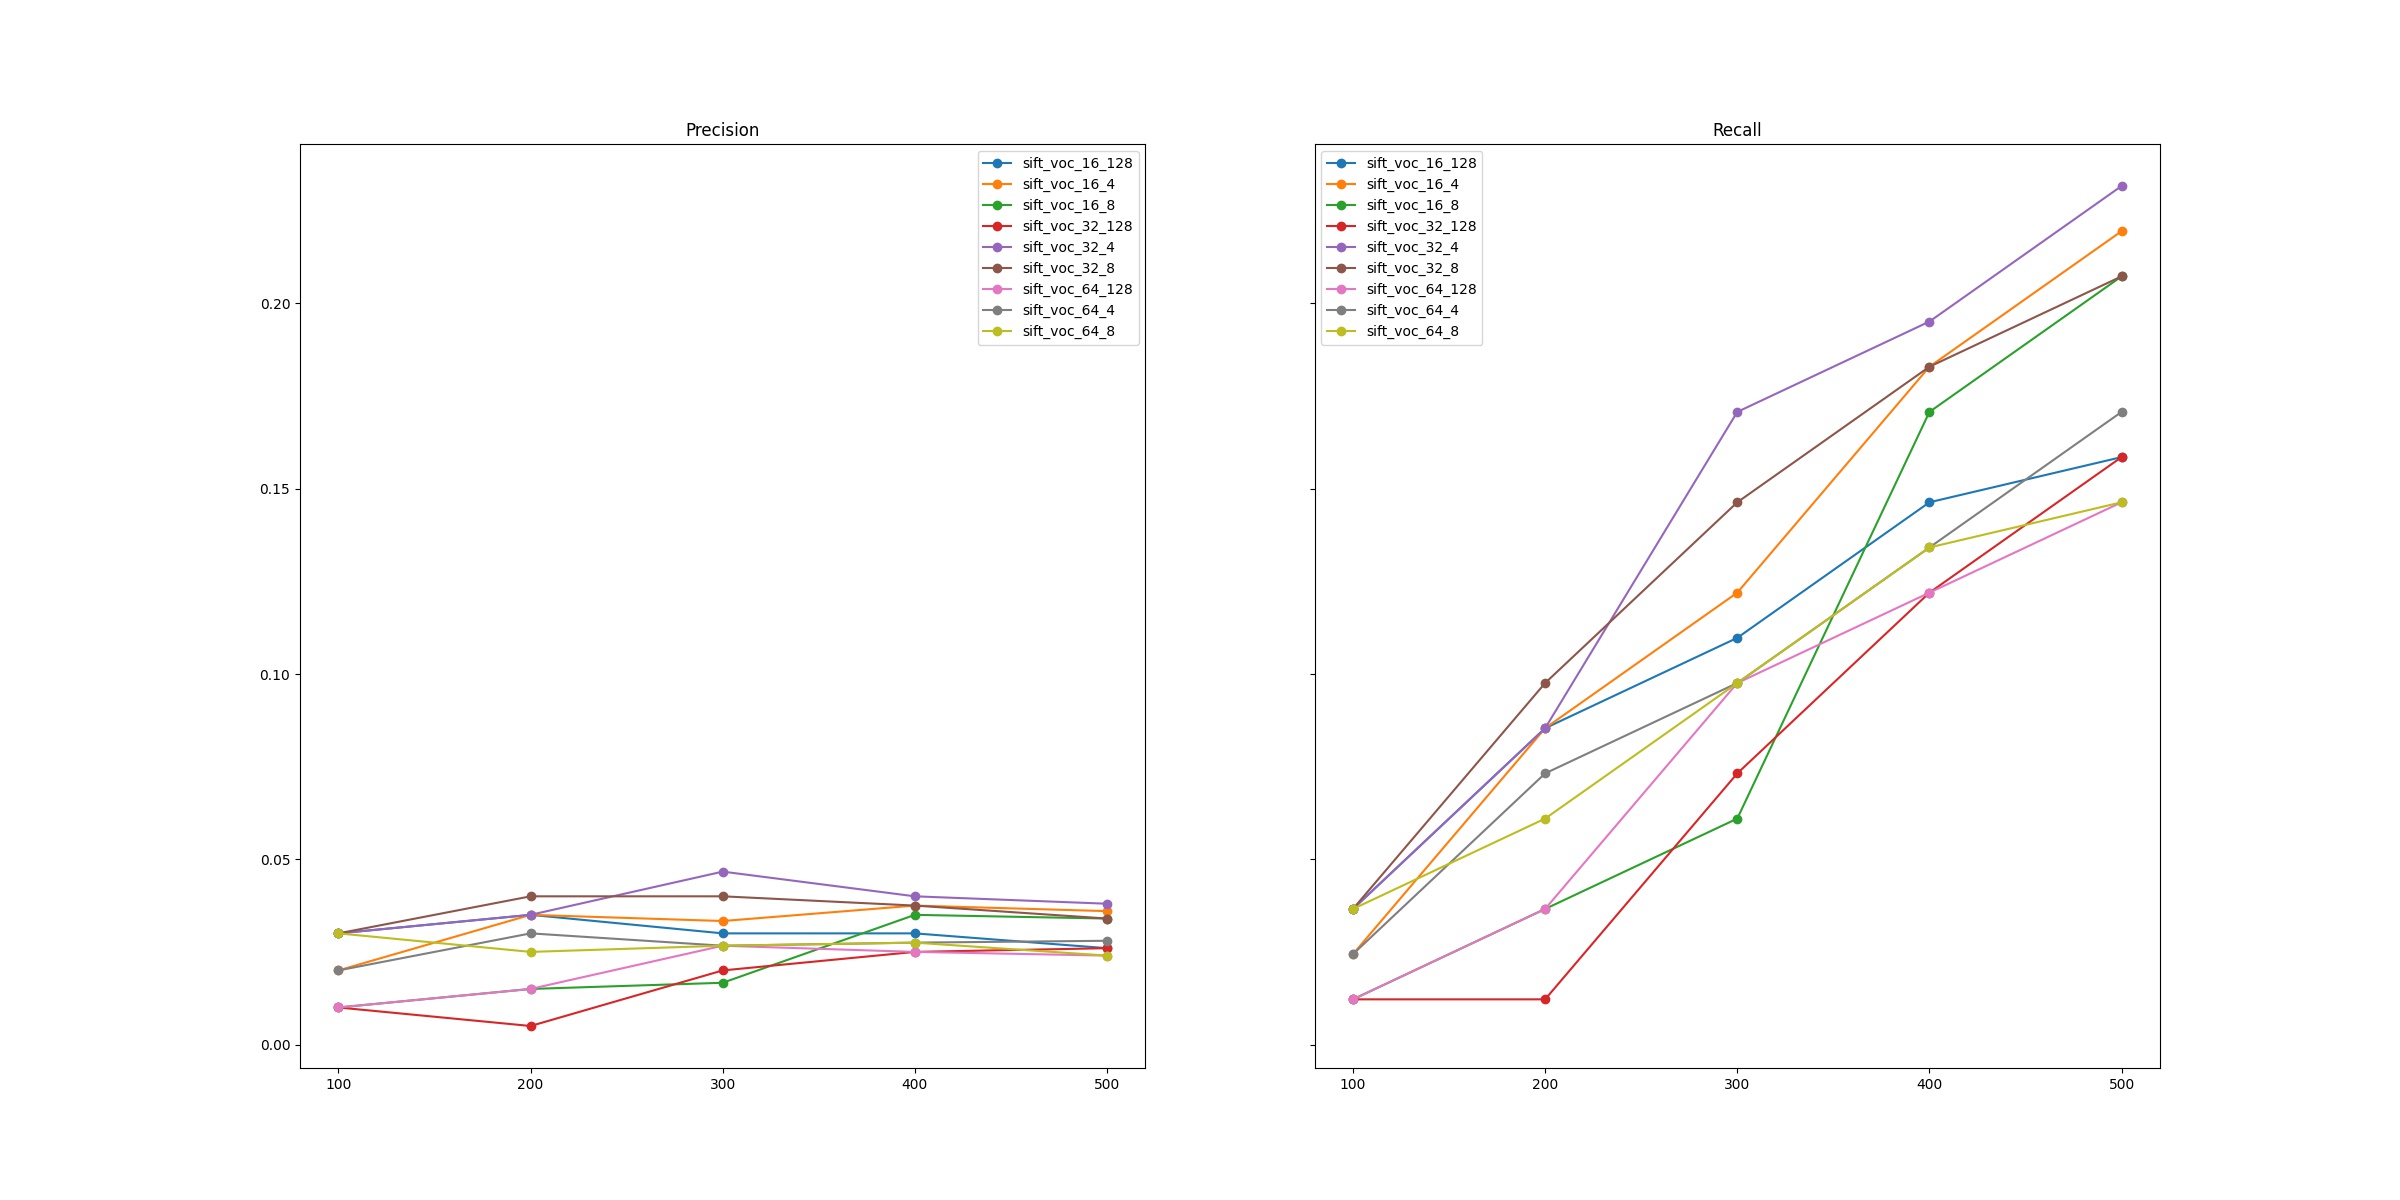 Precision
sift_voc_16_128
sift_voc_16_4
sift_voc_16_8
sift_voc_32_128
sift_voc_32_4
sift_voc_32_8
sift_voc_64_128
sift_voc_64_4
sift_voc_64_8
0.20
0.15
0.10
0.05
0.00
100 200 300 400 500
Recall
sift_voc_16_128
sift_voc_16_4
sift_voc_16_8
sift_voc_32_128
sift_voc_32_4
sift_voc_32_8
sift_voc_64_128
sift_voc_64_4
sift_voc_64_8
100 200 300 400 500